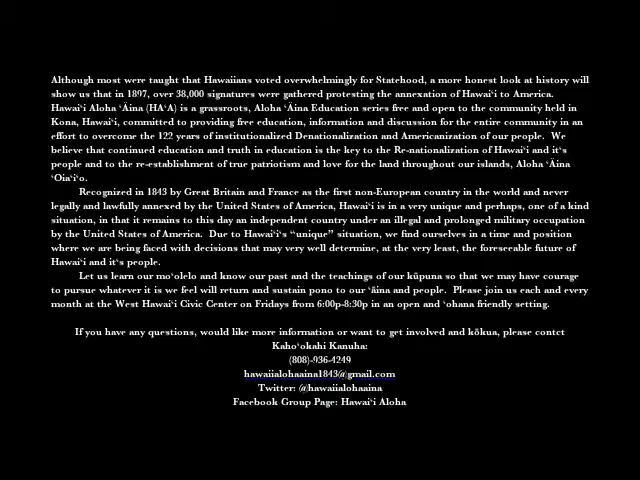 Although most were taught that Hawaiians voted overwhelmingly for Statehood, a more honest look at history will
show us that in 1897, over 38,000 signatures were gathered protesting the annexation of Hawai‘i to America.
Hawai‘i Aloha ‘Āina (HA‘A) is a grassroots, Aloha ‘Āina Education series free and open to the community held in
Kona, Hawai‘i, committed to providing free education, information and discussion for the entire community in an
effort to overcome the 122 years of institutionalized Denationalization and Americanization of our people. We
believe that continued education and truth in education is the key to the Re-nationalization of Hawai‘i and it‘s
people and to the re-establishment of true patriotism and love for the land throughout our islands, Aloha ‘Āina
‘Oia‘i‘o.
Recognized in 1843 by Great Britain and France as the first non-European country in the world and never
legally and lawfully annexed by the United States of America, Hawai‘i is in a very unique and perhaps, one of a kind
situation, in that it remains to this day an independent country under an illegal and prolonged military occupation
by the United States of America. Due to Hawai‘i‘s “unique” situation, we find ourselves in a time and position
where we are being faced with decisions that may very well determine, at the very least, the foreseeable future of
Hawai‘i and it‘s people.
Let us learn our mo‘olelo and know our past and the teachings of our kūpuna so that we may have courage
to pursue whatever it is we feel will return and sustain pono to our ‘āina and people. Please join us each and every
month at the West Hawai‘i Civic Center on Fridays from 6:00p-8:30p in an open and ‘ohana friendly setting.
If you have any questions, would like more information or want to get involved and kōkua, please contct
Kaho‘okahi Kanuha:
(808)-936-4249
hawaiialohaaina1843@gmail.com
Twitter: @hawaiialohaaina
Facebook Group Page: Hawai‘i Aloha